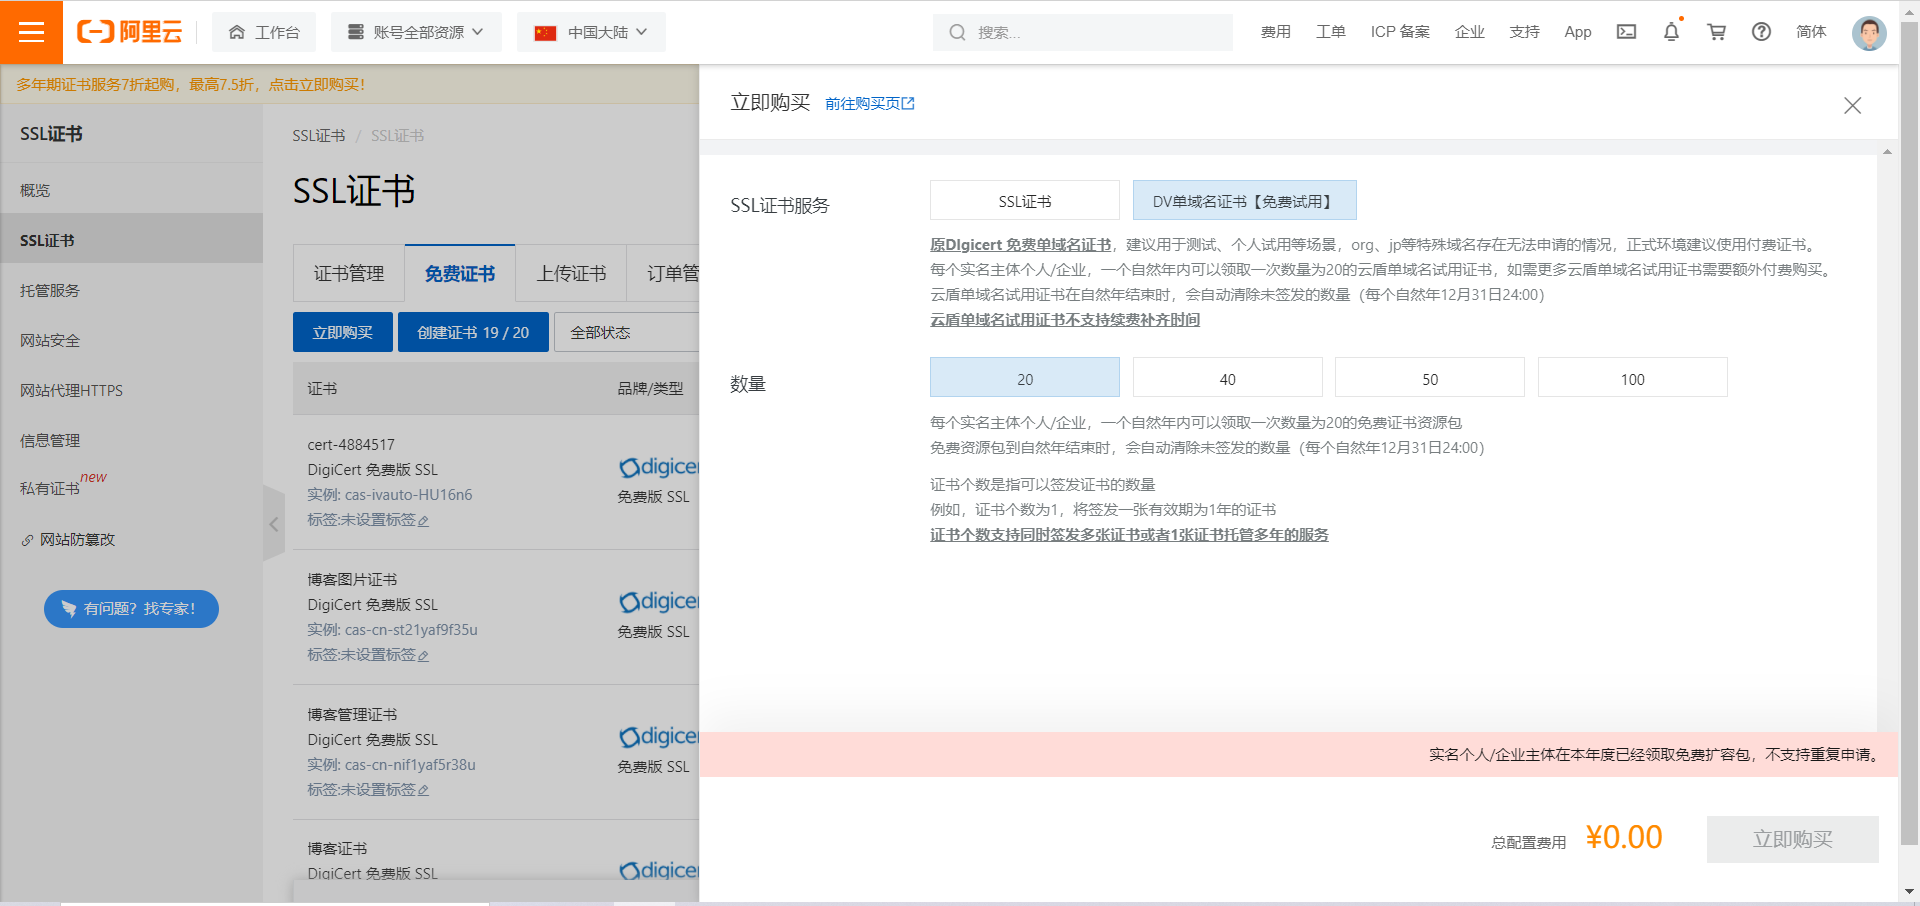 阿里云
工作台
账号全部资源
中国大陆
搜索...
费用
工单
ICP 备案
企业
支持
App
简体
多年期证书服务7折起购，最高7.5折，点击立即购买！
SSL证书
概览
SSL证书
托管服务
网站安全
网站代理HTTPS
信息管理
私有证书 new
网站防篡改
有问题？找专家！
SSL证书 / SSL证书
SSL证书
证书管理
免费证书
上传证书
订单管
立即购买
创建证书 19 / 20
全部状态
证书
品牌/类型
cert-4884517
DigiCert 免费版 SSL
实例: cas-ivauto-HU16n6
标签:未设置标签
digicer
免费版 SSL
博客图片证书
DigiCert 免费版 SSL
实例: cas-cn-st21yaf9f35u
标签:未设置标签
digicer
免费版 SSL
博客管理证书
DigiCert 免费版 SSL
实例: cas-cn-nif1yaf5r38u
标签:未设置标签
digicer
免费版 SSL
博客证书
DigiCert 免费版 SSL
digicer
立即购买 前往购买页
SSL证书服务
SSL证书
DV单域名证书【免费试用】
原DIgicert 免费单域名证书，建议用于测试、个人试用等场景，org、jp等特殊域名存在无法申请的情况，正式环境建议使用付费证书。
每个实名主体个人/企业，一个自然年内可以领取一次数量为20的云盾单域名试用证书，如需更多云盾单域名试用证书需要额外付费购买。
云盾单域名试用证书在自然年结束时，会自动清除未签发的数量（每个自然年12月31日24:00）
云盾单域名试用证书不支持续费补齐时间
数量
20
40
50
100
每个实名主体个人/企业，一个自然年内可以领取一次数量为20的免费证书资源包
免费资源包到自然年结束时，会自动清除未签发的数量（每个自然年12月31日24:00）
证书个数是指可以签发证书的数量
例如，证书个数为1，将签发一张有效期为1年的证书
证书个数支持同时签发多张证书或者1张证书托管多年的服务
实名个人/企业主体在本年度已经领取免费扩容包，不支持重复申请。
总配置费用 ¥0.00
立即购买